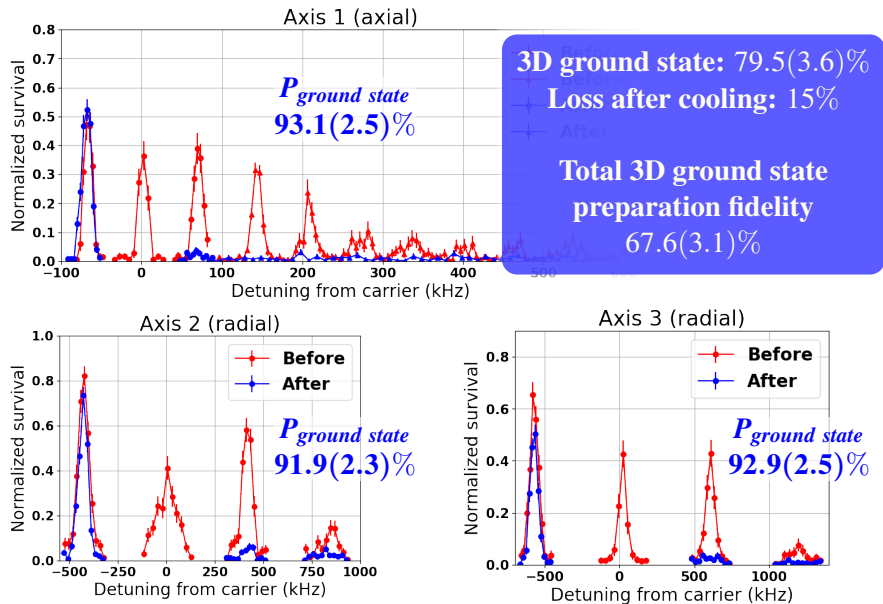 Axis 1 (axial)
Normalized survival
0.8
0.7
0.6
0.5
0.4
0.3
0.2
0.1
0.0
−100
0
100
200
300
400
500
Detuning from carrier (kHz)
P ground state
93.1(2.5)%
Before
After
3D ground state: 79.5(3.6)%
Loss after cooling: 15%
Total 3D ground state
preparation fidelity
67.6(3.1)%
Axis 2 (radial)
Normalized survival
1.0
0.8
0.6
0.4
0.2
0.0
−500
−250
0
250
500
750
1000
Detuning from carrier (kHz)
Before
After
P ground state
91.9(2.3)%
Axis 3 (radial)
Normalized survival
0.8
0.6
0.4
0.2
0.0
−500
0
500
1000
Detuning from carrier (kHz)
Before
After
P ground state
92.9(2.5)%